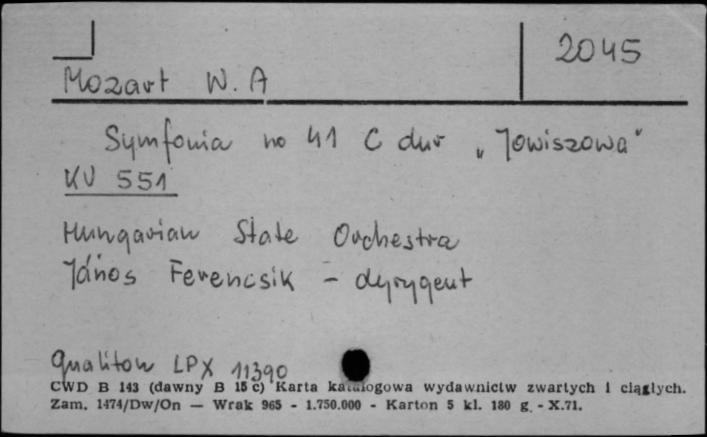 2045
Mozart W. A
Symfonia no 41 C dur „Jowiszowa"
KV 551
Hungarian State Orchestra
János Ferencsik - dyrygent
Qualiton LPX 11390
CWD B 143 (dawny B 15 c) Karta katalogowa wydawnictw zwartych i ciągłych.
Zam. 1474/Dw/On — Wrak 965 - 1.750.000 - Karton 5 kl. 180 g. - X.71.